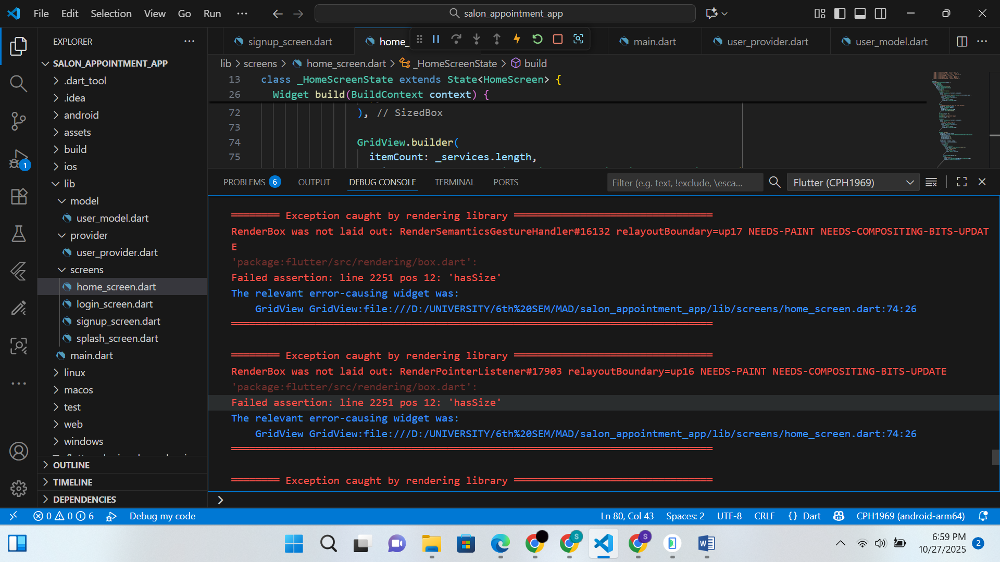 File Edit Selection View Go Run ···
salon_appointment_app
EXPLORER
signup_screen.dart
home_
main.dart
user_provider.dart
user_model.dart
SALON_APPOINTMENT_APP
.dart_tool
.idea
android
assets
build
ios
lib
model
user_model.dart
provider
user_provider.dart
screens
home_screen.dart
login_screen.dart
signup_screen.dart
splash_screen.dart
main.dart
linux
macos
test
web
windows
OUTLINE
TIMELINE
DEPENDENCIES
1
lib > screens > home_screen.dart > _HomeScreenState > build
13 class _HomeScreenState extends State<HomeScreen> {
26 Widget build(BuildContext context) {
72 ), // SizedBox
73
74 GridView.builder(
75 itemCount: _services.length,
PROBLEMS 6 OUTPUT DEBUG CONSOLE TERMINAL PORTS
Filter (e.g. text, !exclude, \esca...
Flutter (CPH1969)
════════ Exception caught by rendering library ═════════════════════════════════
RenderBox was not laid out: RenderSemanticsGestureHandler#16132 relayoutBoundary=up17 NEEDS-PAINT NEEDS-COMPOSITING-BITS-UPDAT
E
'package:flutter/src/rendering/box.dart':
Failed assertion: line 2251 pos 12: 'hasSize'
The relevant error-causing widget was:
GridView GridView:file:///D:/UNIVERSITY/6th%20SEM/MAD/salon_appointment_app/lib/screens/home_screen.dart:74:26
════════════════════════════════════════════════════════════════════════════════
════════ Exception caught by rendering library ═════════════════════════════════
RenderBox was not laid out: RenderPointerListener#17903 relayoutBoundary=up16 NEEDS-PAINT NEEDS-COMPOSITING-BITS-UPDATE
'package:flutter/src/rendering/box.dart':
Failed assertion: line 2251 pos 12: 'hasSize'
The relevant error-causing widget was:
GridView GridView:file:///D:/UNIVERSITY/6th%20SEM/MAD/salon_appointment_app/lib/screens/home_screen.dart:74:26
════════════════════════════════════════════════════════════════════════════════
════════ Exception caught by rendering library ═════════════════════════════════
>
0 0 6 Debug my code
Ln 80, Col 43 Spaces: 2 UTF-8 CRLF {} Dart CPH1969 (android-arm64)
S
S
W
6:59 PM
10/27/2025
2